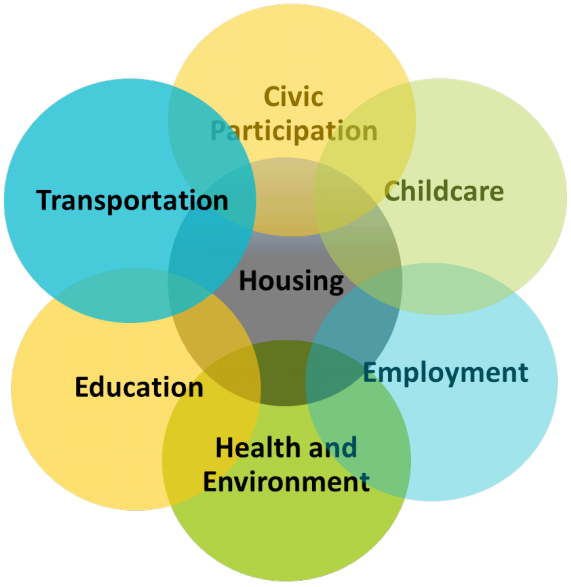 Civic
Participation
Transportation
Childcare
Housing
Education
Employment
Health and
Environment